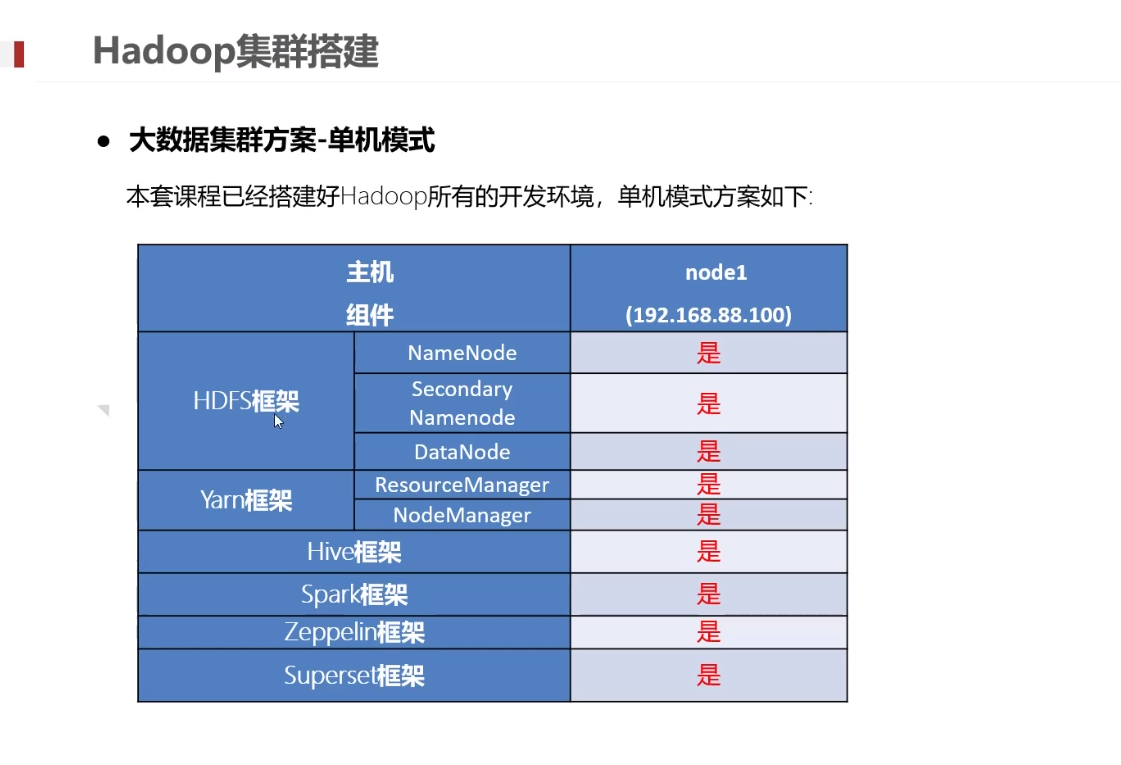 Hadoop集群搭建
● 大数据集群方案-单机模式
本套课程已经搭建好Hadoop所有的开发环境，单机模式方案如下:
主机
组件
node1
(192.168.88.100)
HDFS框架
NameNode
是
Secondary
Namenode
是
DataNode
是
Yarn框架
ResourceManager
是
NodeManager
是
Hive框架
是
Spark框架
是
Zeppelin框架
是
Superset框架
是